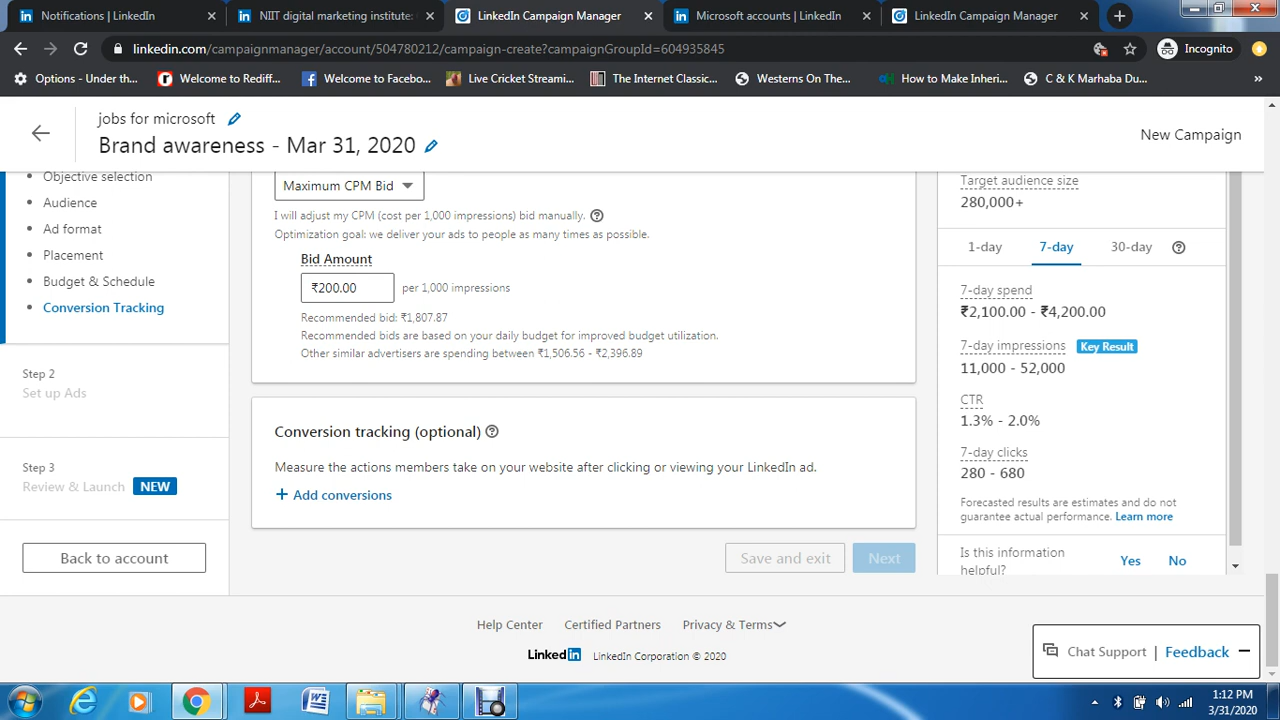 Notifications | LinkedIn
NIIT digital marketing institute:
LinkedIn Campaign Manager
Microsoft accounts | LinkedIn
LinkedIn Campaign Manager
linkedin.com/campaignmanager/account/504780212/campaign-create?campaignGroupId=604935845
Incognito
Options - Under th...
Welcome to Rediff...
Welcome to Facebo...
Live Cricket Streami...
The Internet Classic...
Westerns On The...
How to Make Inheri...
C & K Marhaba Du...
jobs for microsoft
Brand awareness - Mar 31, 2020
New Campaign
Objective selection
Audience
Ad format
Placement
Budget & Schedule
Conversion Tracking
Step 2
Set up Ads
Step 3
Review & Launch NEW
Back to account
Maximum CPM Bid
I will adjust my CPM (cost per 1,000 impressions) bid manually.
Optimization goal: we deliver your ads to people as many times as possible.
Bid Amount
₹200.00 per 1,000 impressions
Recommended bid: ₹1,807.87
Recommended bids are based on your daily budget for improved budget utilization.
Other similar advertisers are spending between ₹1,506.56 - ₹2,396.89
Conversion tracking (optional)
Measure the actions members take on your website after clicking or viewing your LinkedIn ad.
+ Add conversions
Save and exit
Next
Target audience size
280,000+
1-day 7-day 30-day
7-day spend
₹2,100.00 - ₹4,200.00
7-day impressions Key Result
11,000 - 52,000
CTR
1.3% - 2.0%
7-day clicks
280 - 680
Forecasted results are estimates and do not
guarantee actual performance. Learn more
Is this information
helpful?
Yes No
Help Center Certified Partners Privacy & Terms
LinkedIn LinkedIn Corporation © 2020
Chat Support | Feedback
1:12 PM
3/31/2020